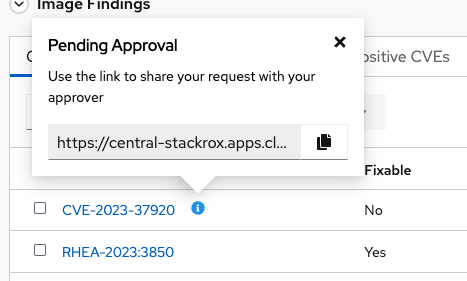 Image Findings
Pending Approval
Use the link to share your request with your
approver
https://central-stackrox.apps.cl...
CVEs
Fixable
CVE-2023-37920
No
RHEA-2023:3850
Yes